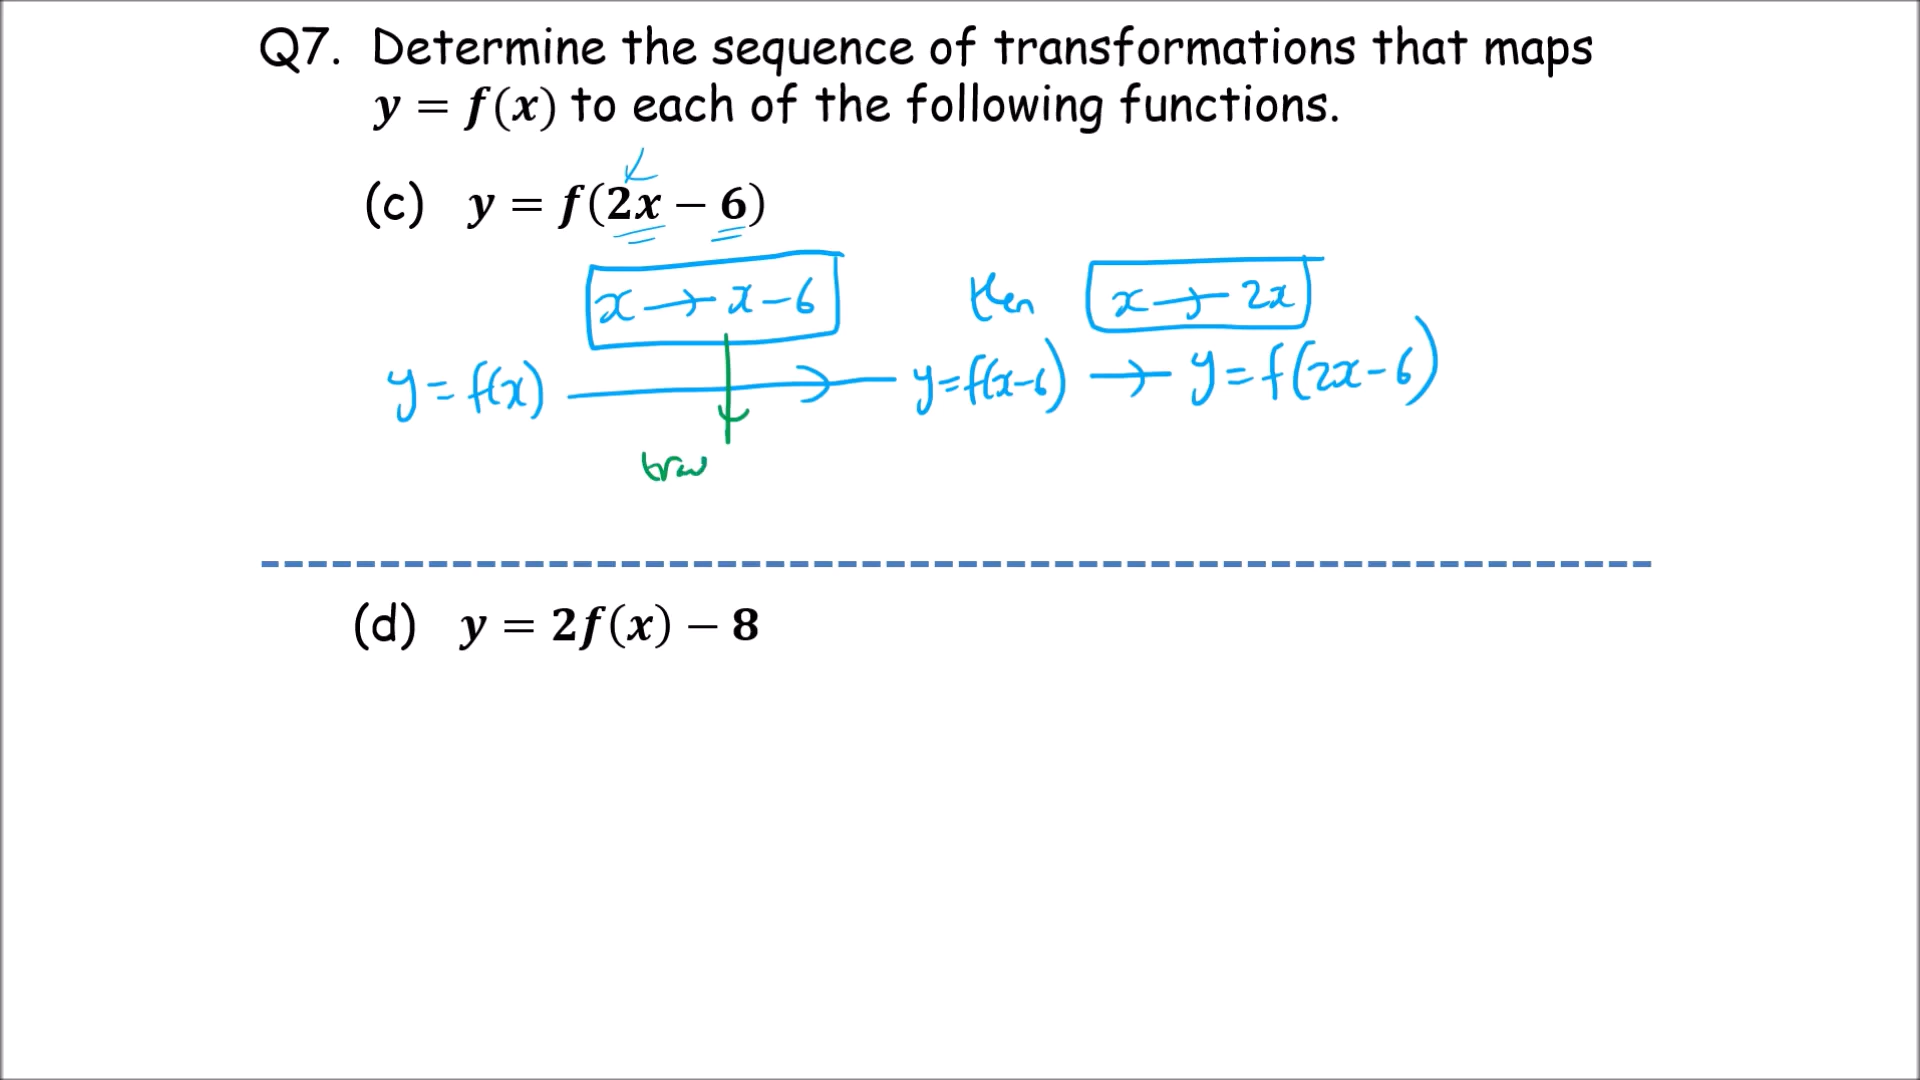 Q7. Determine the sequence of transformations that maps
y = f(x) to each of the following functions.
(c) y = f(2x − 6)
x → x−6 then x → 2x
y = f(x) → y=f(x−6) → y=f(2x−6)
tra
(d) y = 2f(x) − 8